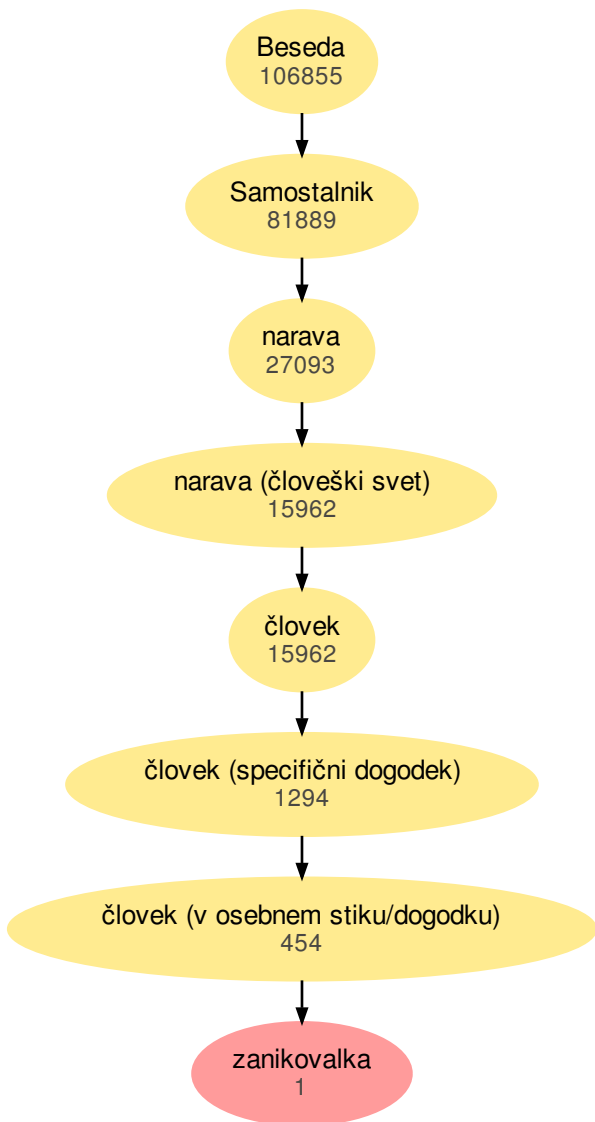 Beseda
106855
Samostalnik
81889
narava
27093
narava (človeški svet)
15962
človek
15962
človek (specifični dogodek)
1294
človek (v osebnem stiku/dogodku)
454
zanikovalka
1